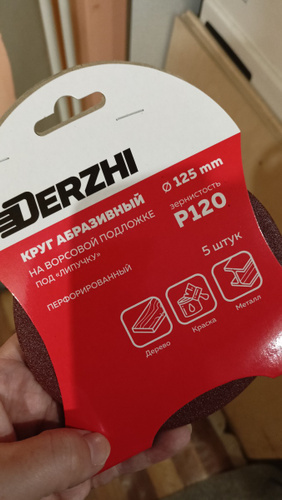 DERZHI
КРУГ АБРАЗИВНЫЙ
НА ВОРСОВОЙ ПОДЛОЖКЕ
ПОД «ЛИПУЧКУ»
ПЕРФОРИРОВАННЫЙ
Ø 125 mm
зернистость
P120
5 штук
Дерево
Краска
Металл